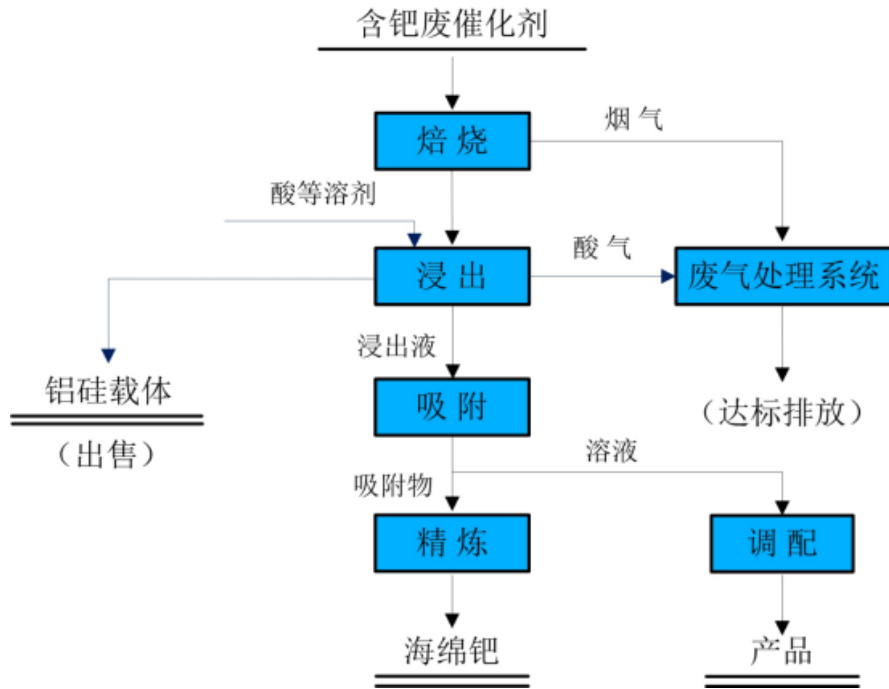 含钯废催化剂
烟 气
焙 烧
酸等溶剂
酸 气
浸 出
废气处理系统
浸出液
铝硅载体
（出售）
吸 附
（达标排放）
溶液
吸附物
精 炼
调 配
海绵钯
产品